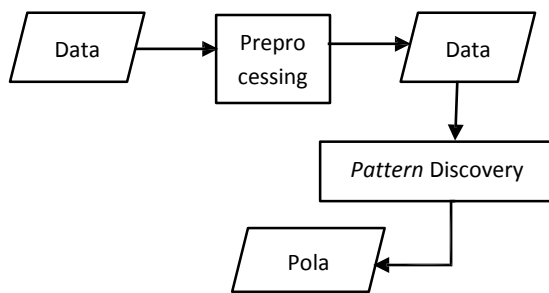 Data
Prepro
cessing
Data
Pattern Discovery
Pola